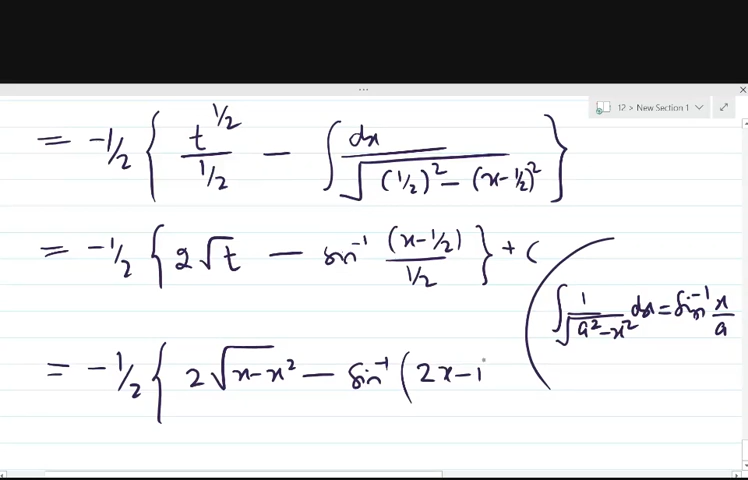 12 > New Section 1
= -1/2 { t^1/2 / 1/2 - ∫ dx / √((1/2)² - (x-1/2)²) }
= -1/2 { 2√t - sin⁻¹ (x-1/2) / 1/2 } + C
∫ 1/√(a²-x²) dx = sin⁻¹ x/a
= -1/2 { 2√(x-x²) - sin⁻¹ (2x-1